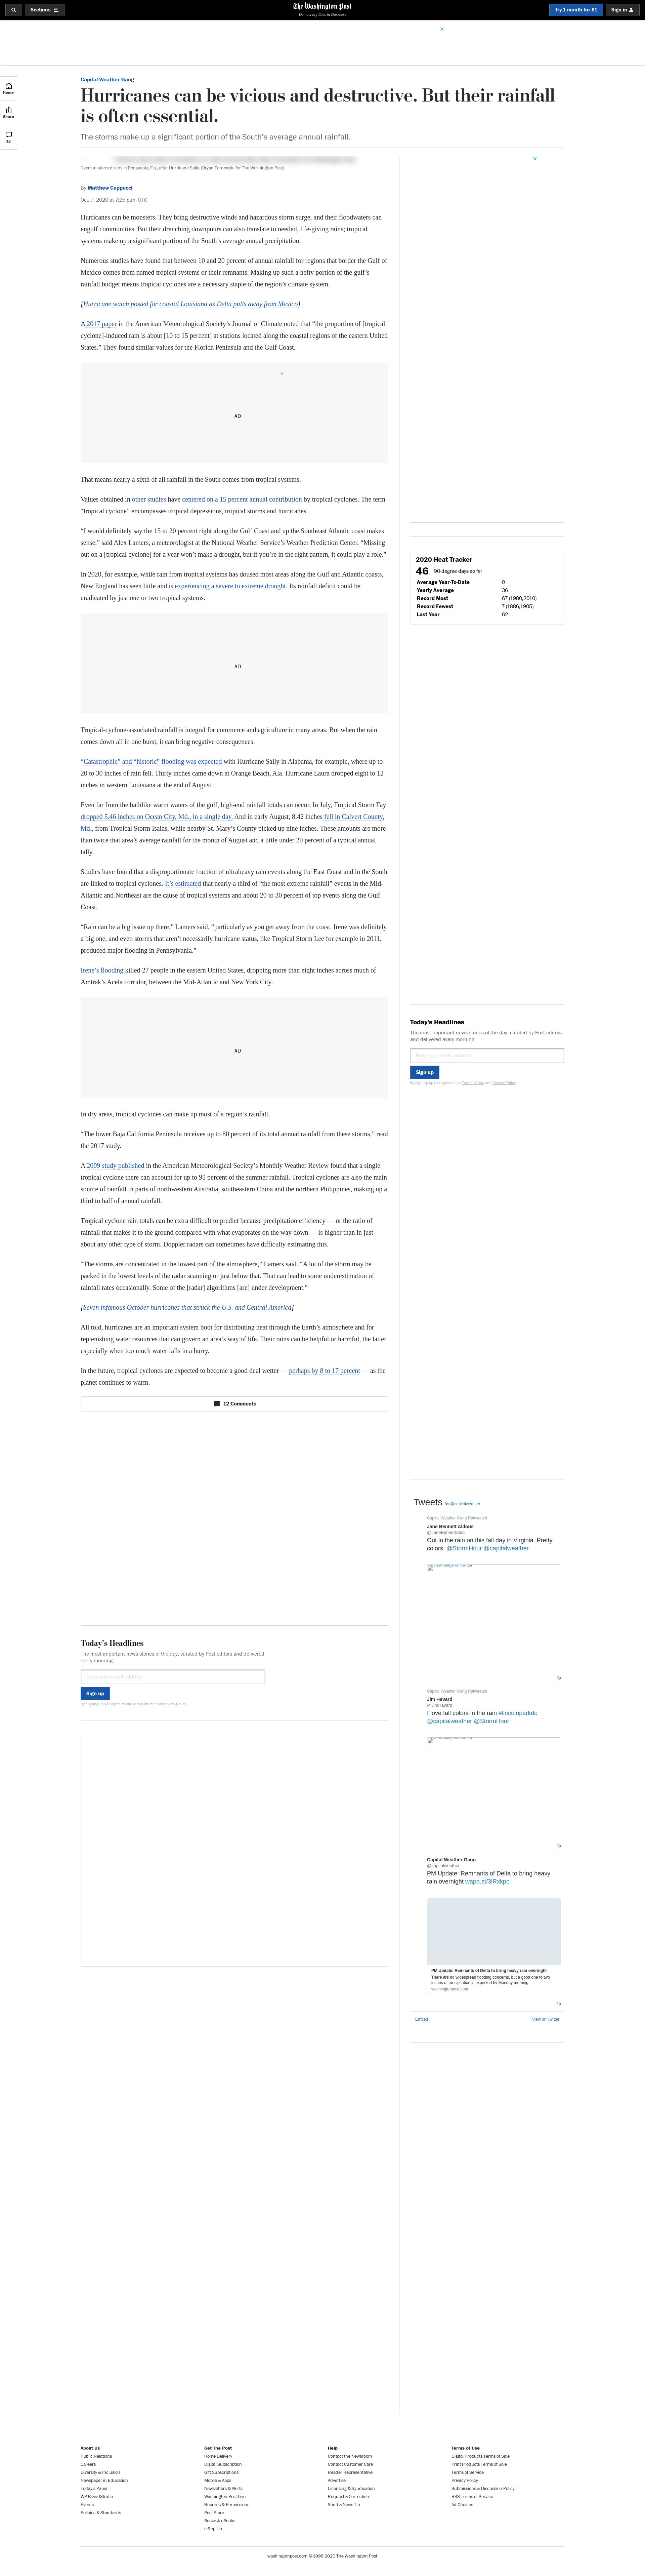 Sections
The Washington Post
Democracy Dies in Darkness
Try 1 month for $1
Sign in
Home
Share
12
Capital Weather Gang
Hurricanes can be vicious and destructive. But their rainfall
is often essential.
The storms make up a significant portion of the South's average annual rainfall.
Overrun storm drains in Pensacola, Fla., after Hurricane Sally. (Bryan Tarnowski for The Washington Post)
By Matthew Cappucci
Oct. 7, 2020 at 7:25 p.m. UTC
Hurricanes can be monsters. They bring destructive winds and hazardous storm surge, and their floodwaters can
engulf communities. But their drenching downpours can also translate to needed, life-giving rains; tropical
systems make up a significant portion of the South’s average annual precipitation.
Numerous studies have found that between 10 and 20 percent of annual rainfall for regions that border the Gulf of
Mexico comes from named tropical systems or their remnants. Making up such a hefty portion of the gulf’s
rainfall budget means tropical cyclones are a necessary staple of the region’s climate system.
[Hurricane watch posted for coastal Louisiana as Delta pulls away from Mexico]
A 2017 paper in the American Meteorological Society’s Journal of Climate noted that “the proportion of [tropical
cyclone]-induced rain is about [10 to 15 percent] at stations located along the coastal regions of the eastern United
States.” They found similar values for the Florida Peninsula and the Gulf Coast.
AD
That means nearly a sixth of all rainfall in the South comes from tropical systems.
Values obtained in other studies have centered on a 15 percent annual contribution by tropical cyclones. The term
“tropical cyclone” encompasses tropical depressions, tropical storms and hurricanes.
“I would definitely say the 15 to 20 percent right along the Gulf Coast and up the Southeast Atlantic coast makes
sense,” said Alex Lamers, a meteorologist at the National Weather Service’s Weather Prediction Center. “Missing
out on a [tropical cyclone] for a year won’t make a drought, but if you’re in the right pattern, it could play a role.”
In 2020, for example, while rain from tropical systems has doused most areas along the Gulf and Atlantic coasts,
New England has seen little and is experiencing a severe to extreme drought. Its rainfall deficit could be
eradicated by just one or two tropical systems.
AD
Tropical-cyclone-associated rainfall is integral for commerce and agriculture in many areas. But when the rain
comes down all in one burst, it can bring negative consequences.
“Catastrophic” and “historic” flooding was expected with Hurricane Sally in Alabama, for example, where up to
20 to 30 inches of rain fell. Thirty inches came down at Orange Beach, Ala. Hurricane Laura dropped eight to 12
inches in western Louisiana at the end of August.
Even far from the bathlike warm waters of the gulf, high-end rainfall totals can occur. In July, Tropical Storm Fay
dropped 5.46 inches on Ocean City, Md., in a single day. And in early August, 8.42 inches fell in Calvert County,
Md., from Tropical Storm Isaias, while nearby St. Mary’s County picked up nine inches. These amounts are more
than twice that area’s average rainfall for the month of August and a little under 20 percent of a typical annual
tally.
Studies have found that a disproportionate fraction of ultraheavy rain events along the East Coast and in the South
are linked to tropical cyclones. It’s estimated that nearly a third of “the most extreme rainfall” events in the Mid-
Atlantic and Northeast are the cause of tropical systems and about 20 to 30 percent of top events along the Gulf
Coast.
“Rain can be a big issue up there,” Lamers said, “particularly as you get away from the coast. Irene was definitely
a big one, and even storms that aren’t necessarily hurricane status, like Tropical Storm Lee for example in 2011,
produced major flooding in Pennsylvania.”
Irene’s flooding killed 27 people in the eastern United States, dropping more than eight inches across much of
Amtrak’s Acela corridor, between the Mid-Atlantic and New York City.
AD
In dry areas, tropical cyclones can make up most of a region’s rainfall.
“The lower Baja California Peninsula receives up to 80 percent of its total annual rainfall from these storms,” read
the 2017 study.
A 2009 study published in the American Meteorological Society’s Monthly Weather Review found that a single
tropical cyclone there can account for up to 95 percent of the summer rainfall. Tropical cyclones are also the main
source of rainfall in parts of northwestern Australia, southeastern China and the northern Philippines, making up a
third to half of annual rainfall.
Tropical cyclone rain totals can be extra difficult to predict because precipitation efficiency — or the ratio of
rainfall that makes it to the ground compared with what evaporates on the way down — is higher than in just
about any other type of storm. Doppler radars can sometimes have difficulty estimating this.
“The storms are concentrated in the lowest part of the atmosphere,” Lamers said. “A lot of the storm may be
packed in the lowest levels of the radar scanning or just below that. That can lead to some underestimation of
rainfall rates occasionally. Some of the [radar] algorithms [are] under development.”
[Seven infamous October hurricanes that struck the U.S. and Central America]
All told, hurricanes are an important system both for distributing heat through the Earth’s atmosphere and for
replenishing water resources that can govern an area’s way of life. Their rains can be helpful or harmful, the latter
especially when too much water falls in a hurry.
In the future, tropical cyclones are expected to become a good deal wetter — perhaps by 8 to 17 percent — as the
planet continues to warm.
12 Comments
Today's Headlines
The most important news stories of the day, curated by Post editors and delivered
every morning.
Enter your email address
Sign up
By signing up you agree to our Terms of Use and Privacy Policy
2020 Heat Tracker
46 90-degree days so far
Average Year-To-Date 0
Yearly Average 36
Record Most 67 (1980,2010)
Record Fewest 7 (1886,1905)
Last Year 62
Today's Headlines
The most important news stories of the day, curated by Post editors
and delivered every morning.
Enter your email address
Sign up
By signing up you agree to our Terms of Use and Privacy Policy
Tweets by @capitalweather
Capital Weather Gang Retweeted
Jane Bennett Aldous
Out in the rain on this fall day in Virginia. Pretty
colors. @StormHour @capitalweather
View image on Twitter
Capital Weather Gang Retweeted
Jim Havard
@JimHavard
I love fall colors in the rain #lincolnparkdc
@capitalweather @StormHour
View image on Twitter
Capital Weather Gang
@capitalweather
PM Update: Remnants of Delta to bring heavy
rain overnight wapo.st/3iRxkpc
PM Update: Remnants of Delta to bring heavy rain overnight
There are no widespread flooding concerns, but a good one to two
inches of precipitation is expected by Monday morning.
washingtonpost.com
Embed
View on Twitter
About Us
Public Relations
Careers
Diversity & Inclusion
Newspaper in Education
Today's Paper
WP BrandStudio
Events
Policies & Standards
Get The Post
Home Delivery
Digital Subscription
Gift Subscriptions
Mobile & Apps
Newsletters & Alerts
Washington Post Live
Reprints & Permissions
Post Store
Books & eBooks
e-Replica
Help
Contact the Newsroom
Contact Customer Care
Reader Representative
Advertise
Licensing & Syndication
Request a Correction
Send a News Tip
Terms of Use
Digital Products Terms of Sale
Print Products Terms of Sale
Terms of Service
Privacy Policy
Submissions & Discussion Policy
RSS Terms of Service
Ad Choices
washingtonpost.com © 1996-2020 The Washington Post